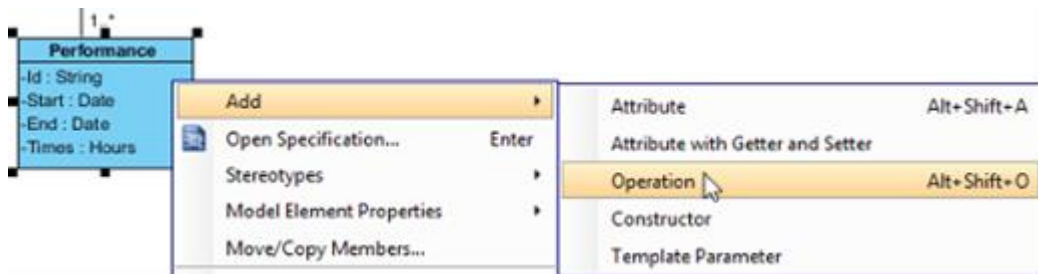 1..*
Performance
-Id : String
-Start : Date
-End : Date
-Times : Hours
Add
Open Specification... Enter
Stereotypes
Model Element Properties
Move/Copy Members...
Attribute Alt+Shift+A
Attribute with Getter and Setter
Operation Alt+Shift+O
Constructor
Template Parameter